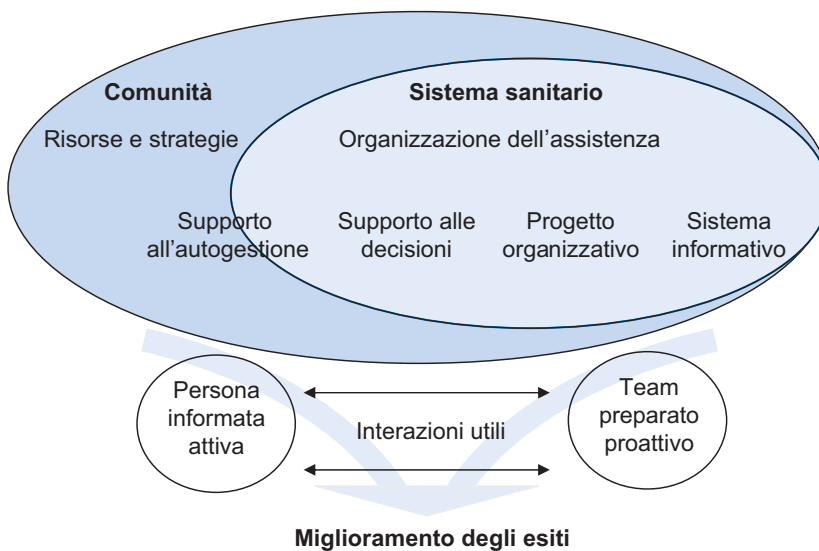 Comunità
Risorse e strategie
Sistema sanitario
Organizzazione dell'assistenza
Supporto
all'autogestione
Supporto alle
decisioni
Progetto
organizzativo
Sistema
informativo
Persona
informata
attiva
Interazioni utili
Team
preparato
proattivo
Miglioramento degli esiti